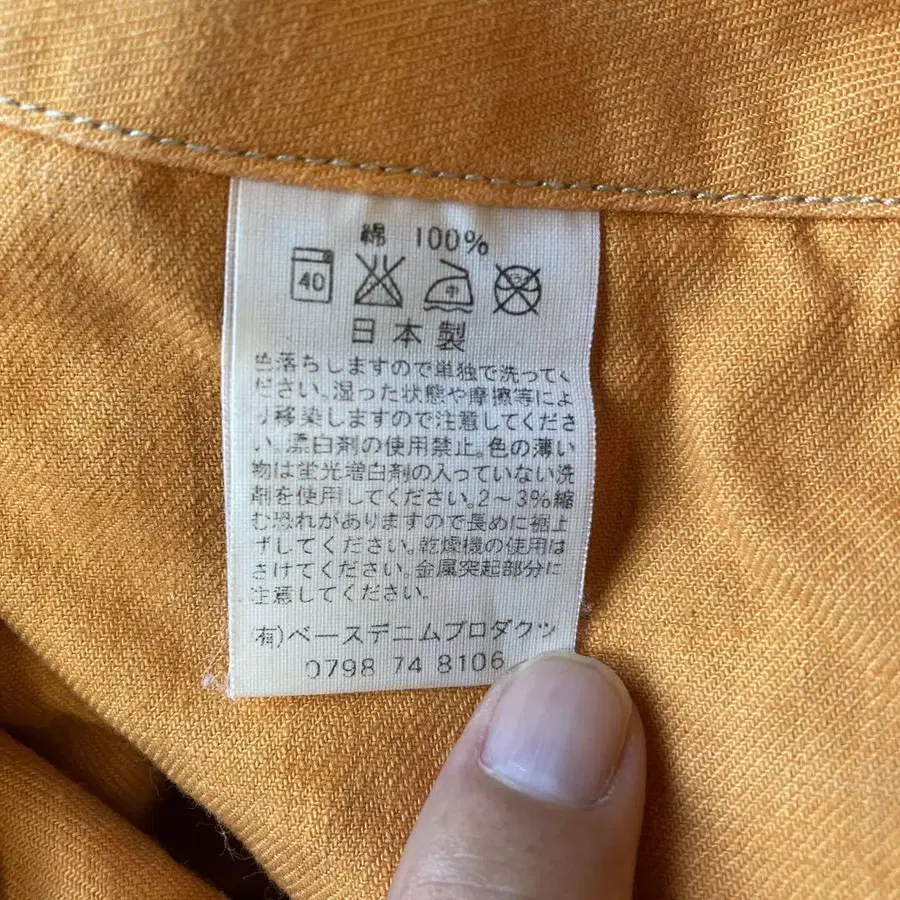 綿 100%
40
中
日本製
色落ちしますので単独で洗ってく
ださい。湿った状態や摩擦等によ
り移染しますので注意してくださ
い。漂白剤の使用禁止。色の薄い
物は蛍光増白剤の入っていない洗
剤を使用してください。2~3%縮
む恐れがありますので長めに裾上
げしてください。乾燥機の使用は
さけてください。金属突起部分に
注意してください。
有)ベースデニムプロダクツ
0798 74 8106